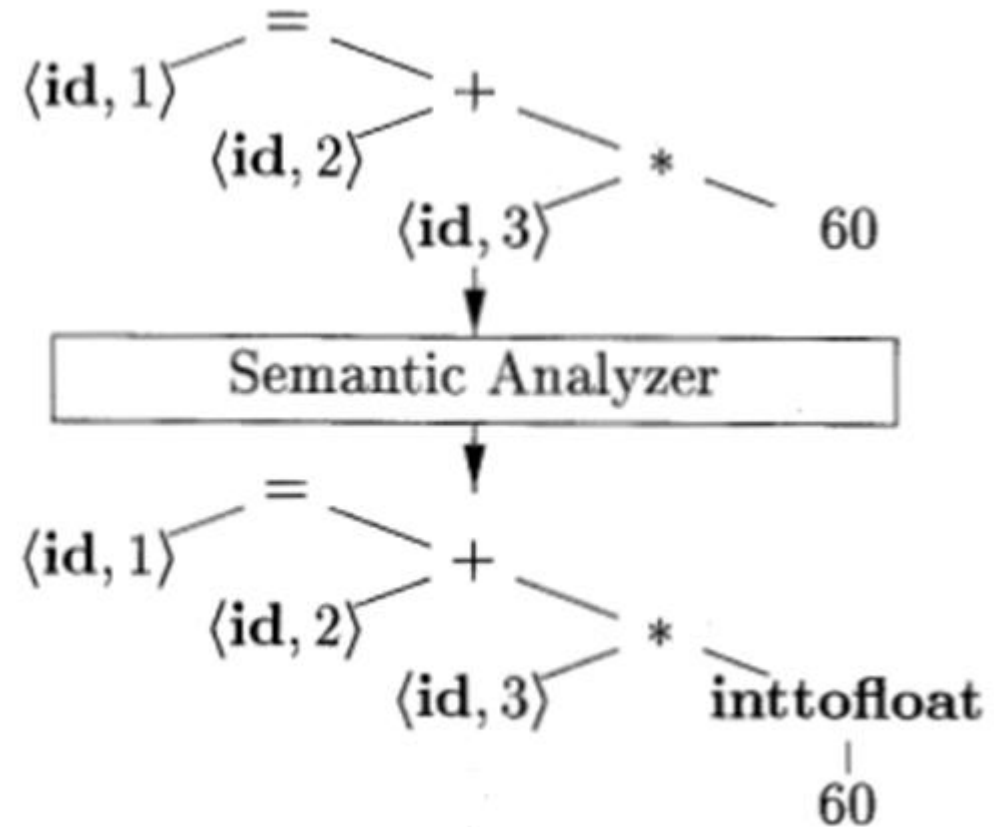 =
⟨id, 1⟩
+
⟨id, 2⟩
*
⟨id, 3⟩
60
Semantic Analyzer
=
⟨id, 1⟩
+
⟨id, 2⟩
*
⟨id, 3⟩
inttofloat
60